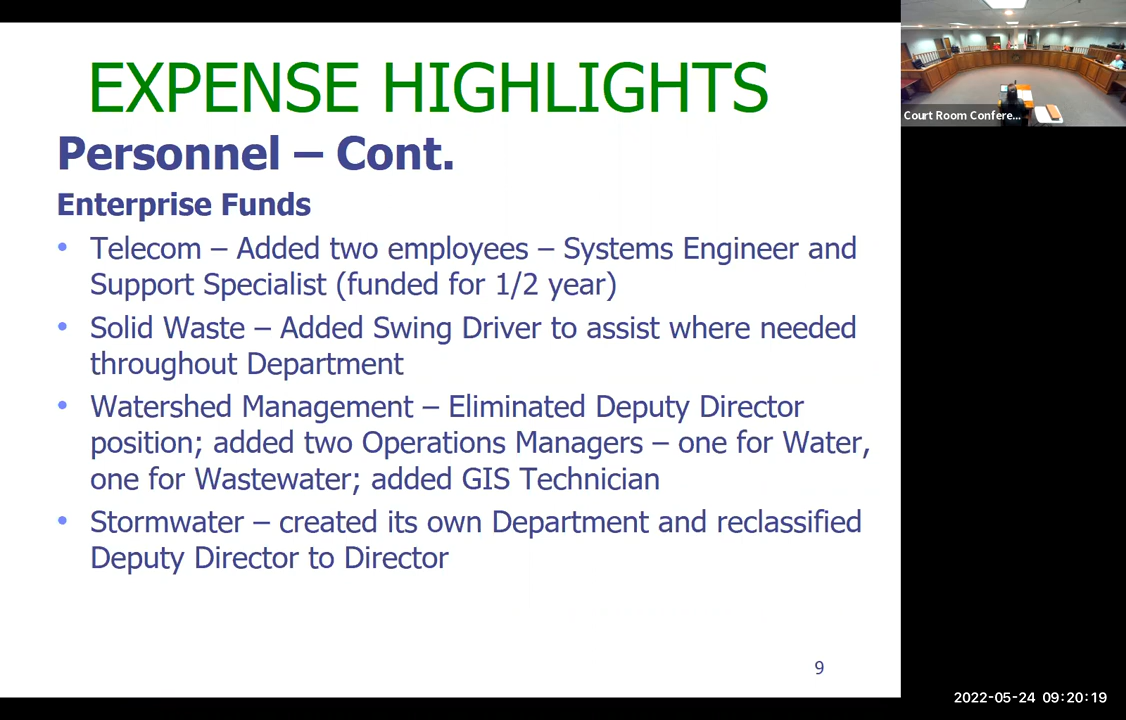 EXPENSE HIGHLIGHTS
Personnel – Cont.
Enterprise Funds
• Telecom – Added two employees – Systems Engineer and
Support Specialist (funded for 1/2 year)
• Solid Waste – Added Swing Driver to assist where needed
throughout Department
• Watershed Management – Eliminated Deputy Director
position; added two Operations Managers – one for Water,
one for Wastewater; added GIS Technician
• Stormwater – created its own Department and reclassified
Deputy Director to Director
9
Court Room Confere...
2022-05-24 09:20:19